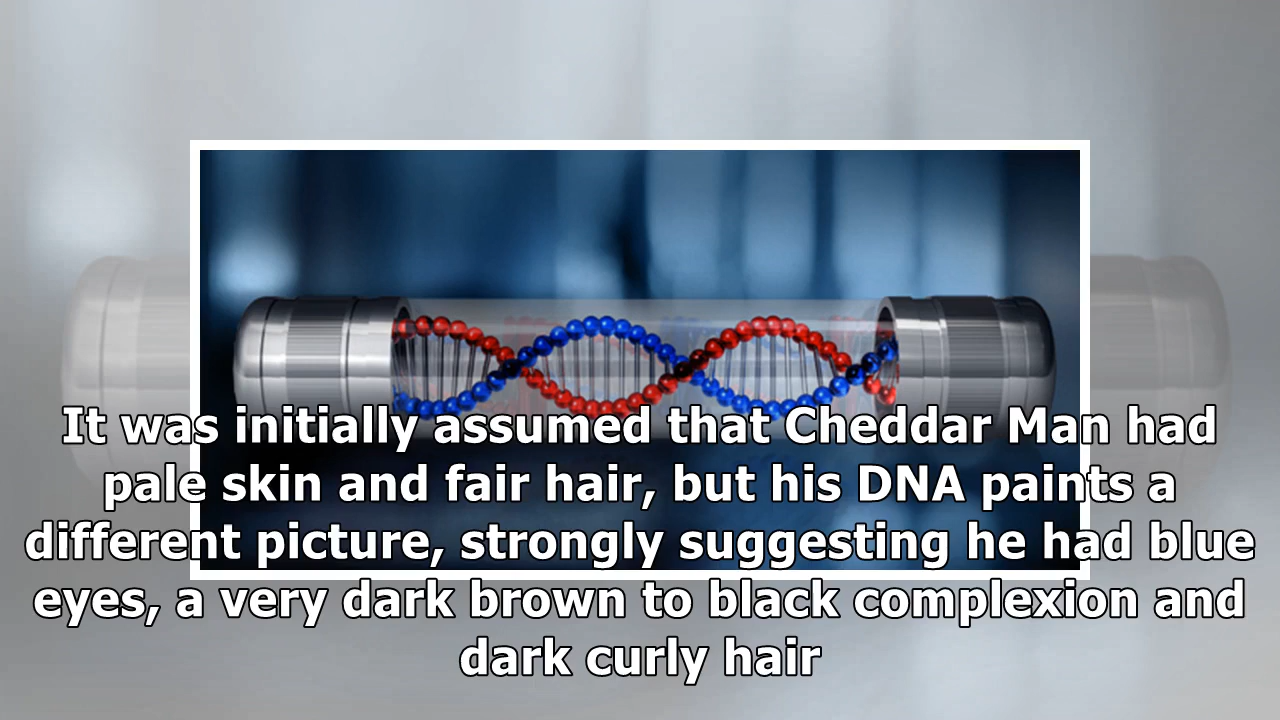 It was initially assumed that Cheddar Man had
pale skin and fair hair, but his DNA paints a
different picture, strongly suggesting he had blue
eyes, a very dark brown to black complexion and
dark curly hair